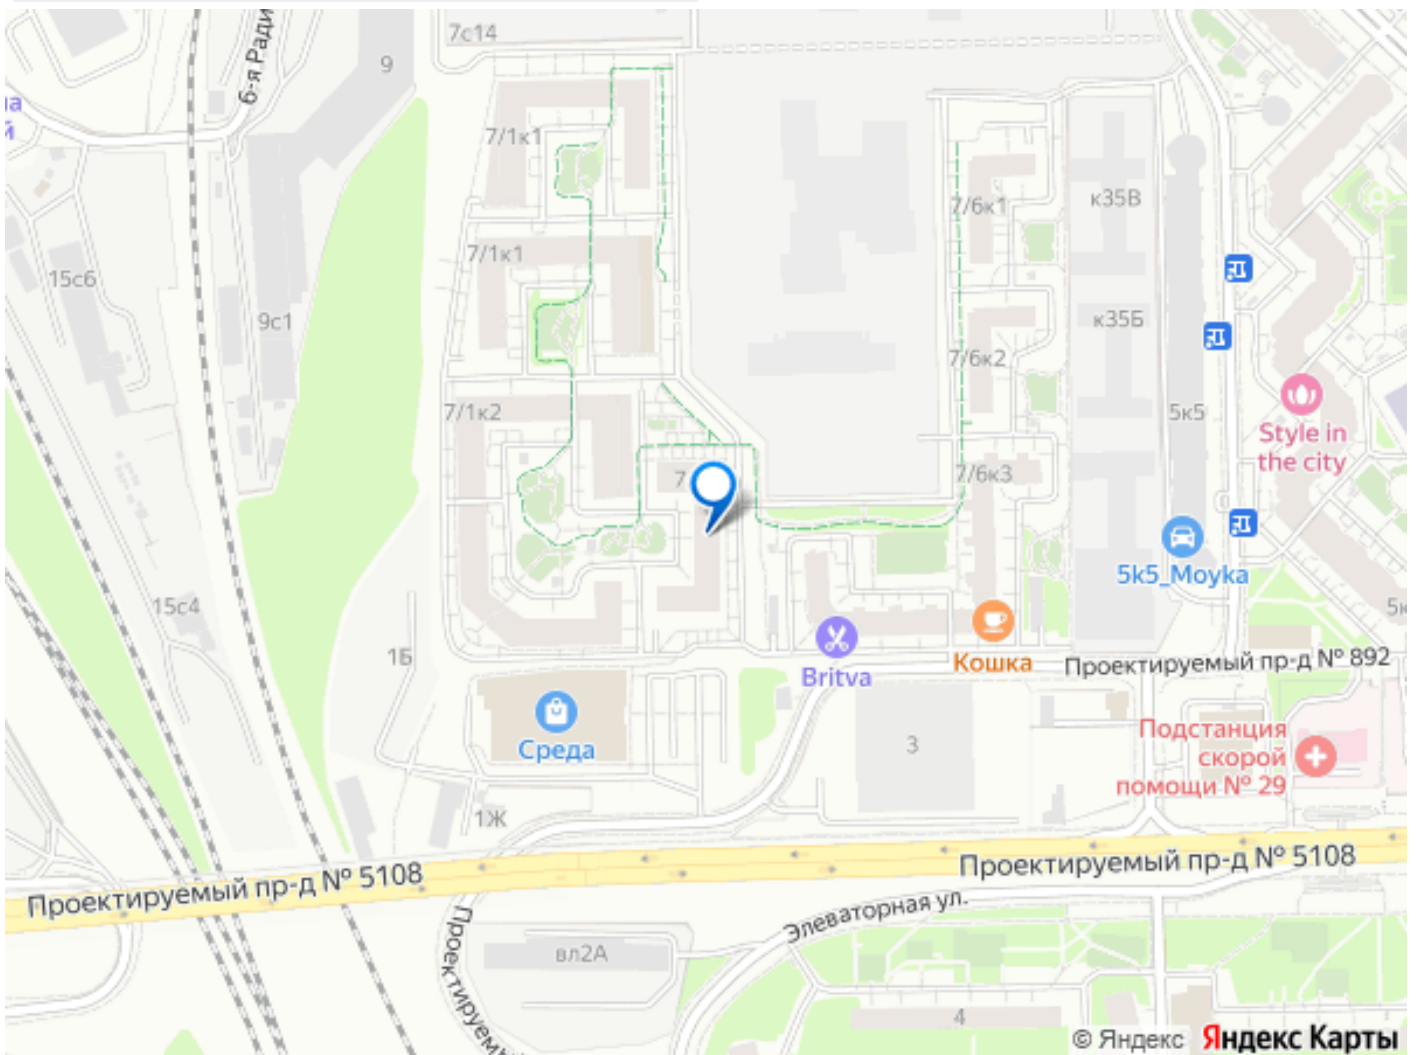 7с14
6-я Ради
9
7/1к1
к35В
7/6к1
7/1к1
15с6
9с1
к35Б
7/6к2
7/1к2
5к5
Style in
the city
7
7/6к3
5k5_Moyka
15с4
1Б
Britva
Кошка
Проектируемый пр-д № 892
Среда
3
Подстанция
скорой
помощи № 29
1Ж
Проектируемый пр-д № 5108
Проектируемый пр-д № 5108
Элеваторная ул.
Проектируемы
вл2А
4
© Яндекс Яндекс Карты